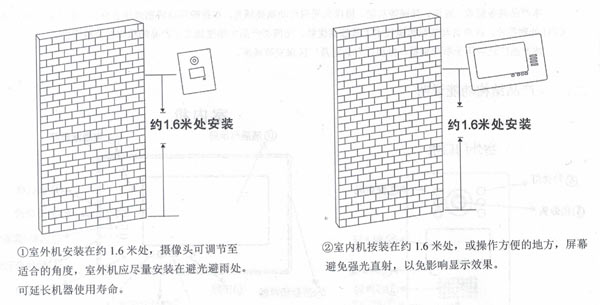 约1.6米处安装
约1.6米处安装
①室外机安装在约 1.6 米处，摄像头可调节至
适合的角度，室外机应尽量安装在避光避雨处。
可延长机器使用寿命。
②室内机按装在约 1.6 米处，或操作方便的地方，屏幕
避免强光直射，以免影响显示效果。